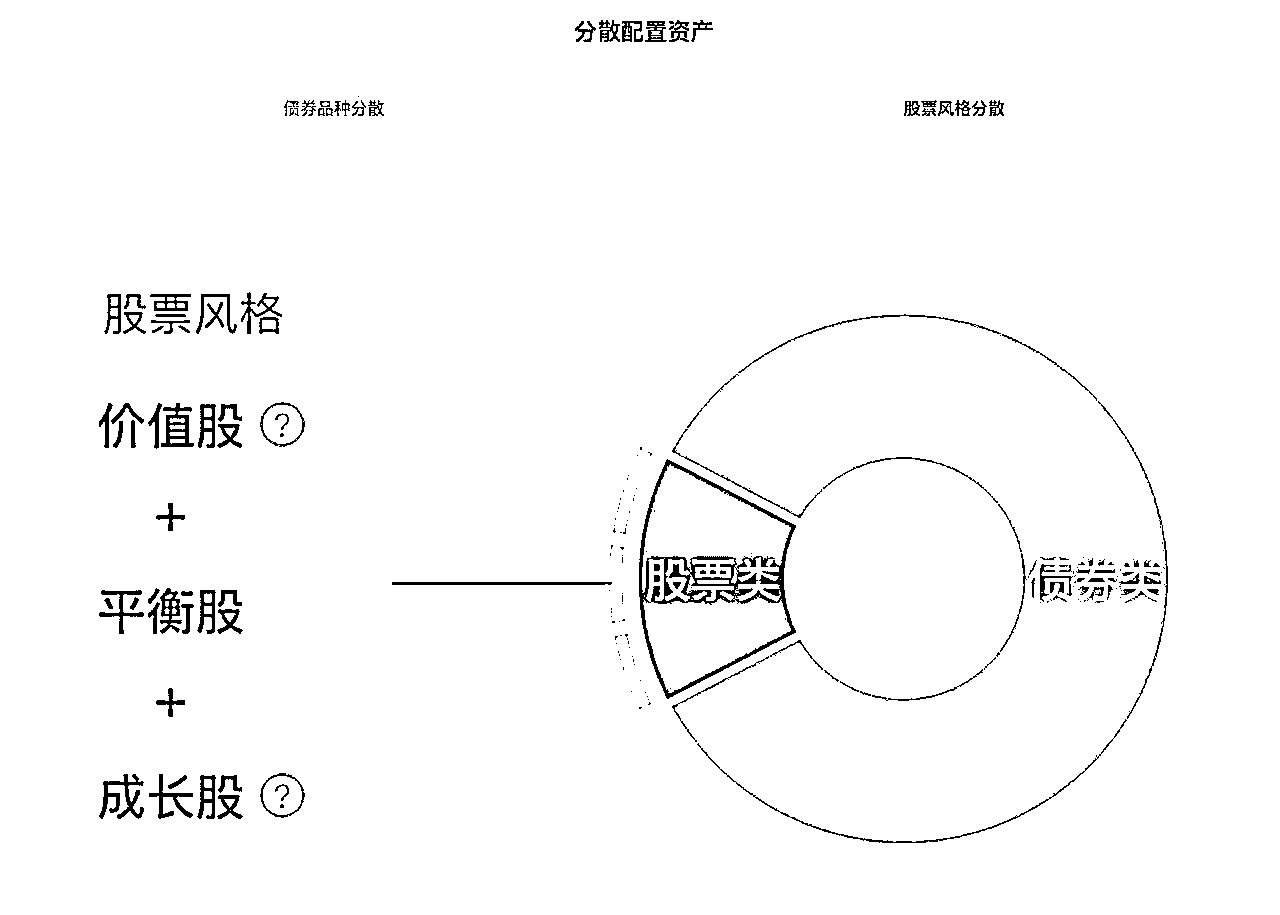 分散配置资产
债券品种分散
股票风格分散
股票风格
价值股 ?
+
平衡股
+
成长股 ?
股票类
债券类